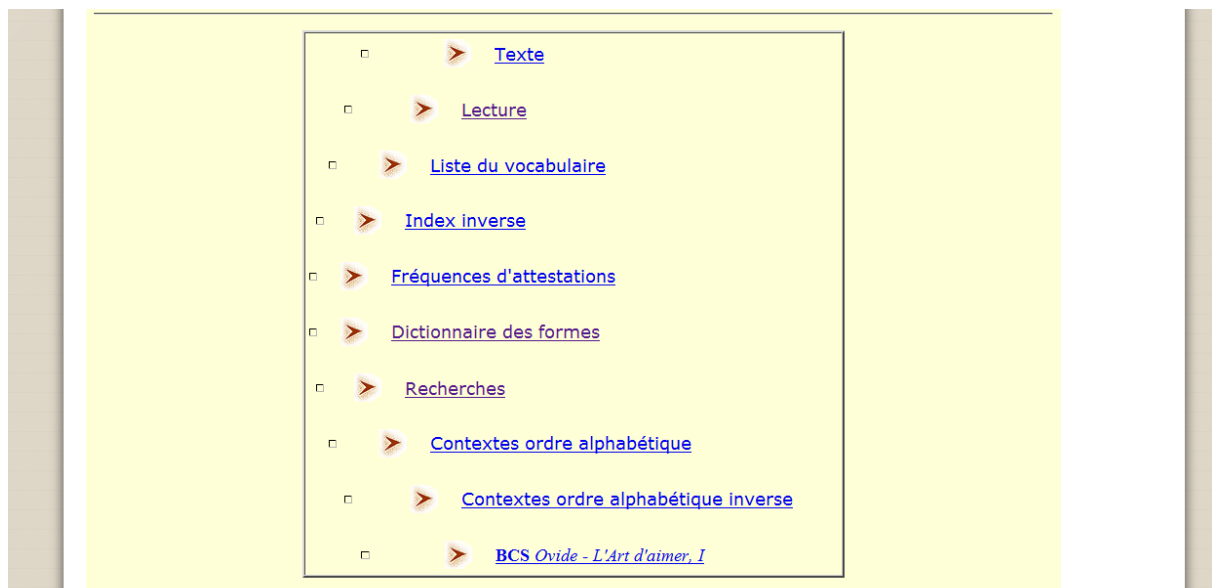 Texte
Lecture
Liste du vocabulaire
Index inverse
Fréquences d'attestations
Dictionnaire des formes
Recherches
Contextes ordre alphabétique
Contextes ordre alphabétique inverse
BCS Ovide - L'Art d'aimer, I